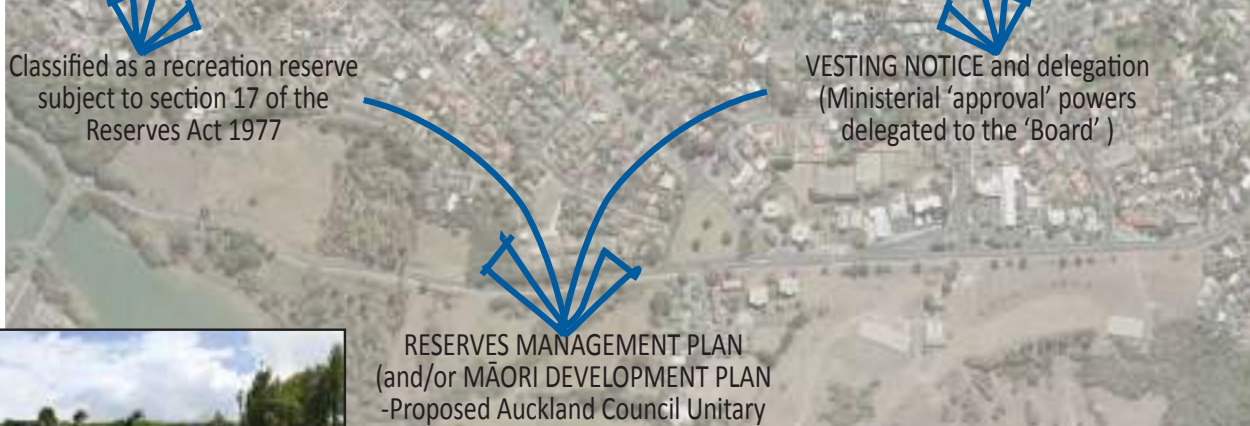 Classified as a recreation reserve
subject to section 17 of the
Reserves Act 1977
VESTING NOTICE and delegation
(Ministerial ‘approval’ powers
delegated to the ‘Board’ )
RESERVES MANAGEMENT PLAN
(and/or MĀORI DEVELOPMENT PLAN
-Proposed Auckland Council Unitary